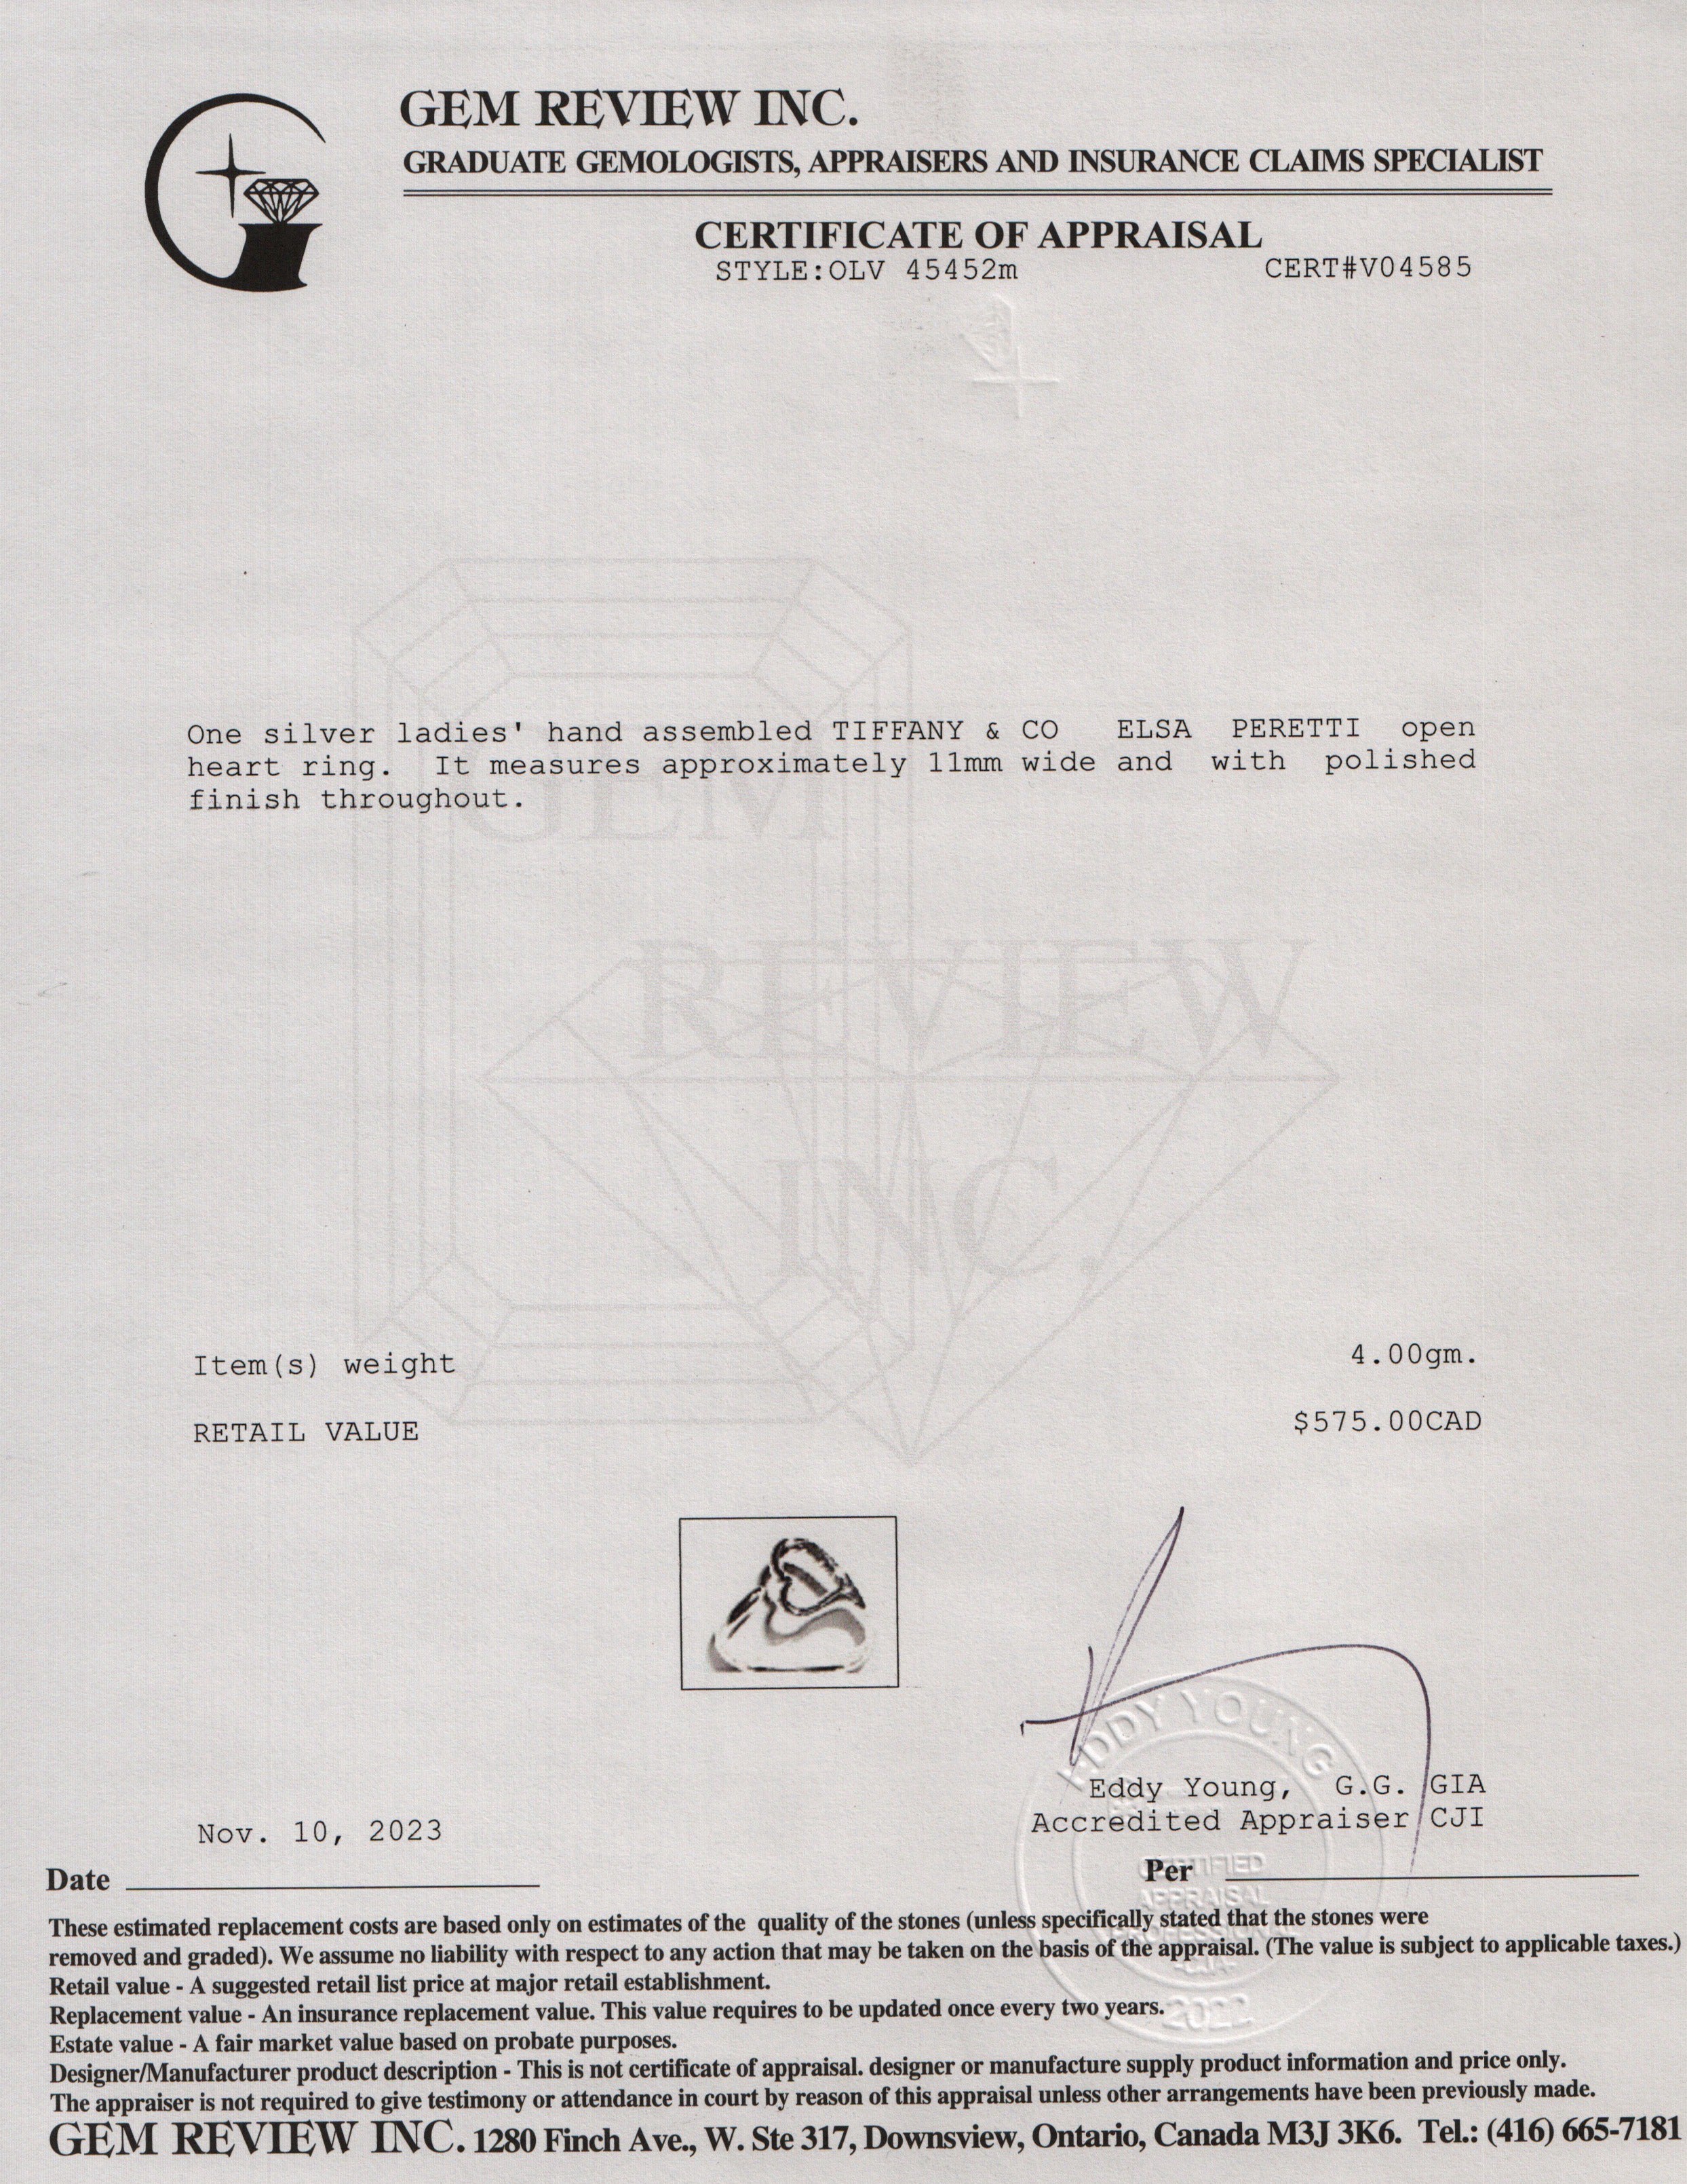 GEM REVIEW INC.
GRADUATE GEMOLOGISTS, APPRAISERS AND INSURANCE CLAIMS SPECIALIST
CERTIFICATE OF APPRAISAL
STYLE:OLV 45452m
CERT#V04585
One silver ladies' hand assembled TIFFANY & CO ELSA PERETTI open
heart ring. It measures approximately 11mm wide and with polished
finish throughout.
GEM
REVIEW
INC.
Item(s) weight 4.00gm.
RETAIL VALUE $575.00CAD
EDDY YOUNG
Eddy Young, G.G. GIA
Accredited Appraiser CJI
Nov. 10, 2023
Date
Per
CERTIFIED
APPRAISAL
PROFESSIONAL
2022
These estimated replacement costs are based only on estimates of the quality of the stones (unless specifically stated that the stones were
removed and graded). We assume no liability with respect to any action that may be taken on the basis of the appraisal. (The value is subject to applicable taxes.)
Retail value - A suggested retail list price at major retail establishment.
Replacement value - An insurance replacement value. This value requires to be updated once every two years.
Estate value - A fair market value based on probate purposes.
Designer/Manufacturer product description - This is not certificate of appraisal. designer or manufacture supply product information and price only.
The appraiser is not required to give testimony or attendance in court by reason of this appraisal unless other arrangements have been previously made.
GEM REVIEW INC. 1280 Finch Ave., W. Ste 317, Downsview, Ontario, Canada M3J 3K6. Tel.: (416) 665-7181